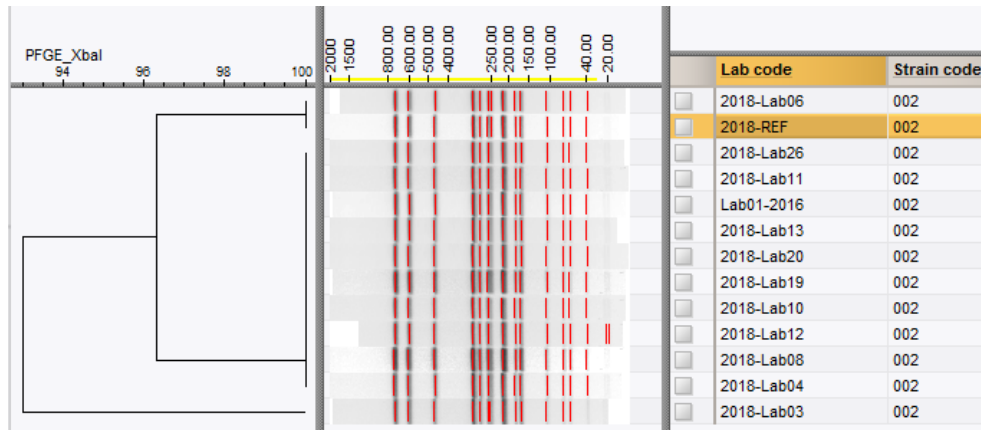 PFGE_XbaI
94 96 98 100
2000 1500 800.00 600.00 500.00 400.00 250.00 200.00 150.00 100.00 40.00 20.00
Lab code Strain code
2018-Lab06 002
2018-REF 002
2018-Lab26 002
2018-Lab11 002
Lab01-2016 002
2018-Lab13 002
2018-Lab20 002
2018-Lab19 002
2018-Lab10 002
2018-Lab12 002
2018-Lab08 002
2018-Lab04 002
2018-Lab03 002